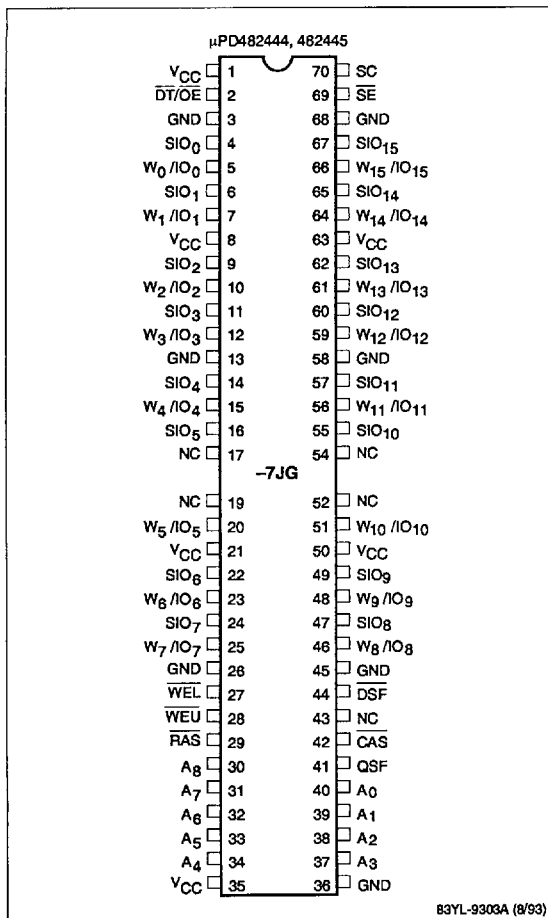 µPD482444, 482445
VCC 1 70 SC
DT/OE 2 69 SE
GND 3 68 GND
SIO0 4 67 SIO15
W0/IO0 5 66 W15/IO15
SIO1 6 65 SIO14
W1/IO1 7 64 W14/IO14
VCC 8 63 VCC
SIO2 9 62 SIO13
W2/IO2 10 61 W13/IO13
SIO3 11 60 SIO12
W3/IO3 12 59 W12/IO12
GND 13 58 GND
SIO4 14 57 SIO11
W4/IO4 15 56 W11/IO11
SIO5 16 55 SIO10
NC 17 54 NC
–7JG
NC 19 52 NC
W5/IO5 20 51 W10/IO10
VCC 21 50 VCC
SIO6 22 49 SIO9
W6/IO6 23 48 W9/IO9
SIO7 24 47 SIO8
W7/IO7 25 46 W8/IO8
GND 26 45 GND
WEL 27 44 DSF
WEU 28 43 NC
RAS 29 42 CAS
A8 30 41 QSF
A7 31 40 A0
A6 32 39 A1
A5 33 38 A2
A4 34 37 A3
VCC 35 36 GND
83YL-9303A (8/93)